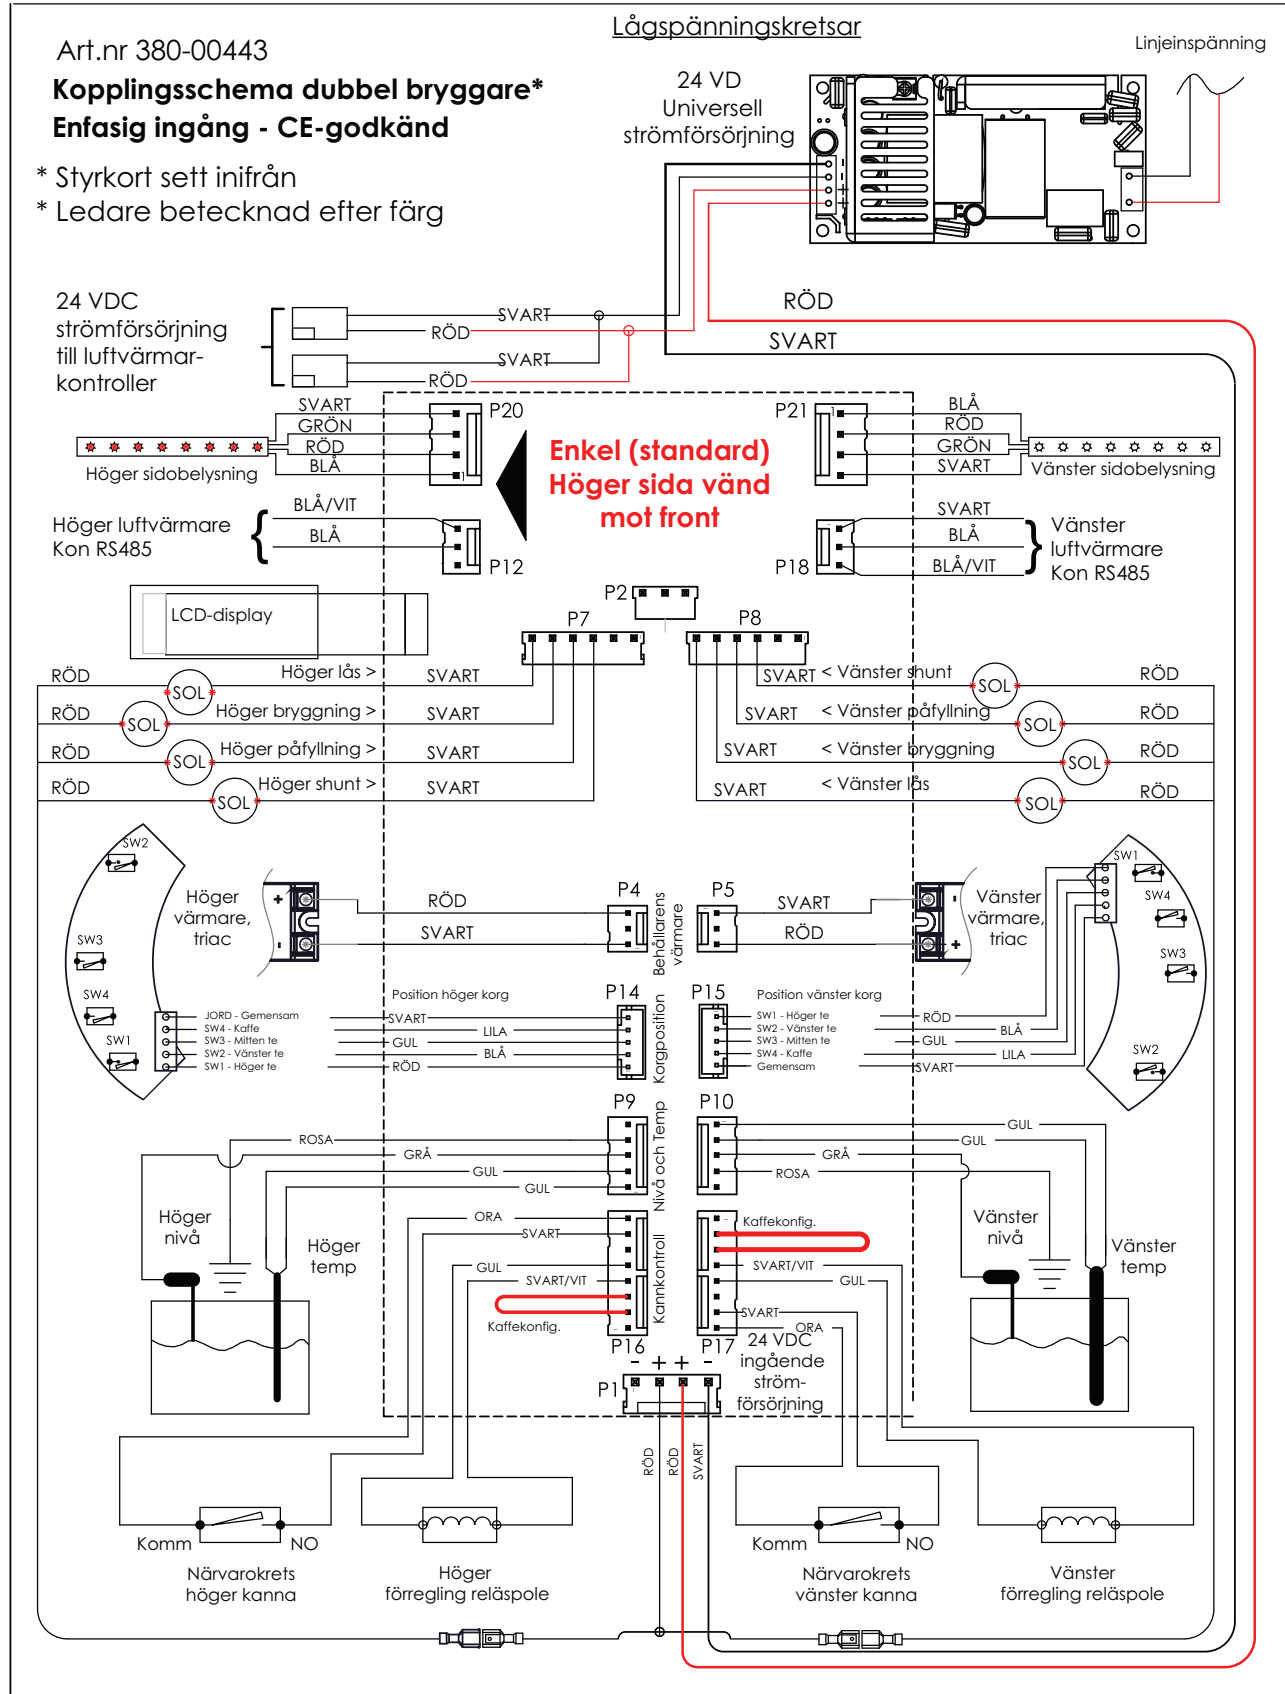 Lågspänningskretsar
Art.nr 380-00443
Kopplingsschema dubbel bryggare*
Enfasig ingång - CE-godkänd
* Styrkort sett inifrån
* Ledare betecknad efter färg
24 VD
Universell
strömförsörjning
Linjeinspänning
24 VDC
strömförsörjning
till luftvärmar-
kontroller
SVART
RÖD
SVART
RÖD
RÖD
SVART
SVART
GRÖN
RÖD
BLÅ
P20
1
Höger sidobelysning
P21
1
BLÅ
RÖD
GRÖN
SVART
Vänster sidobelysning
Enkel (standard)
Höger sida vänd
mot front
Höger luftvärmare
Kon RS485
BLÅ/VIT
BLÅ
P12
P18
SVART
BLÅ
BLÅ/VIT
Vänster
luftvärmare
Kon RS485
LCD-display
P2
P7
P8
RÖD
SOL
Höger lås >
SVART
RÖD
SOL
Höger bryggning >
SVART
RÖD
SOL
Höger påfyllning >
SVART
RÖD
SOL
Höger shunt >
SVART
SVART
< Vänster shunt
SOL
RÖD
SVART
< Vänster påfyllning
SOL
RÖD
SVART
< Vänster bryggning
SOL
RÖD
SVART
< Vänster lås
SOL
RÖD
SW2
SW3
SW4
SW1
Höger
värmare,
triac
+
-
RÖD
SVART
P4
P5
Behållarens
värmare
SVART
RÖD
-
+
Vänster
värmare,
triac
SW1
SW4
SW3
SW2
Position höger korg
P14
JORD - Gemensam
SVART
SW4 - Kaffe
LILA
SW3 - Mitten te
GUL
SW2 - Vänster te
BLÅ
SW1 - Höger te
RÖD
Korgposition
P15
Position vänster korg
SW1 - Höger te
RÖD
SW2 - Vänster te
BLÅ
SW3 - Mitten te
GUL
SW4 - Kaffe
LILA
Gemensam
SVART
P9
P10
Nivå och Temp
ROSA
GRÅ
GUL
GUL
GUL
GUL
GRÅ
ROSA
Höger
nivå
Höger
temp
Vänster
nivå
Vänster
temp
Kannkontroll
ORA
SVART
GUL
SVART/VIT
Kaffekonfig.
P16
Kaffekonfig.
SVART/VIT
GUL
SVART
ORA
P17
24 VDC
ingående
ström-
försörjning
- + + -
P1
RÖD
RÖD
SVART
Komm
NO
Närvarokrets
höger kanna
Höger
förregling reläspole
Komm
NO
Närvarokrets
vänster kanna
Vänster
förregling reläspole